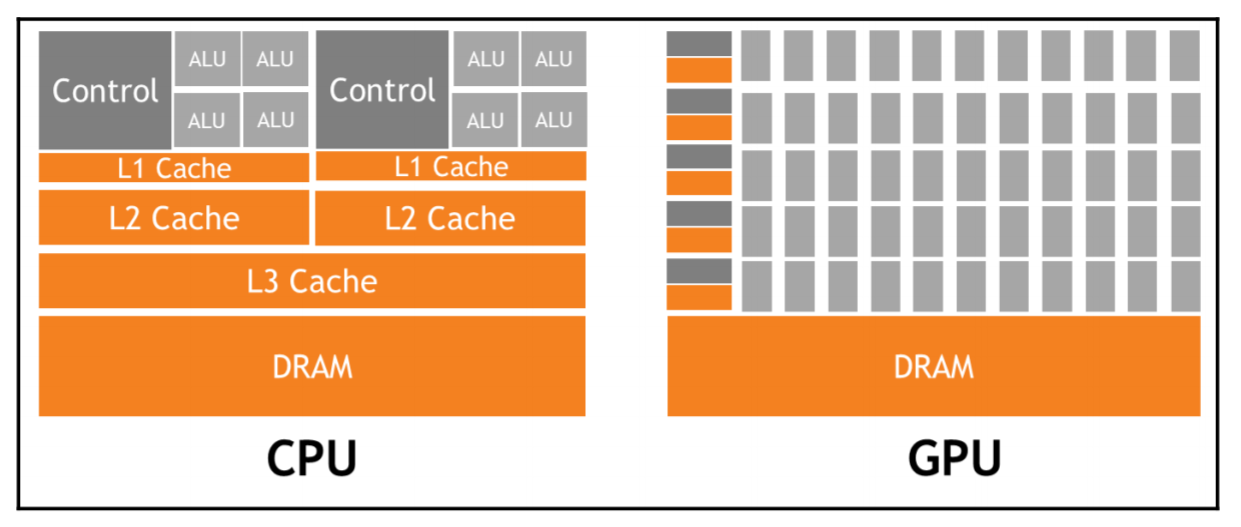 Control
ALU ALU
ALU ALU
Control
ALU ALU
ALU ALU
L1 Cache
L1 Cache
L2 Cache
L2 Cache
L3 Cache
DRAM
DRAM
CPU
GPU